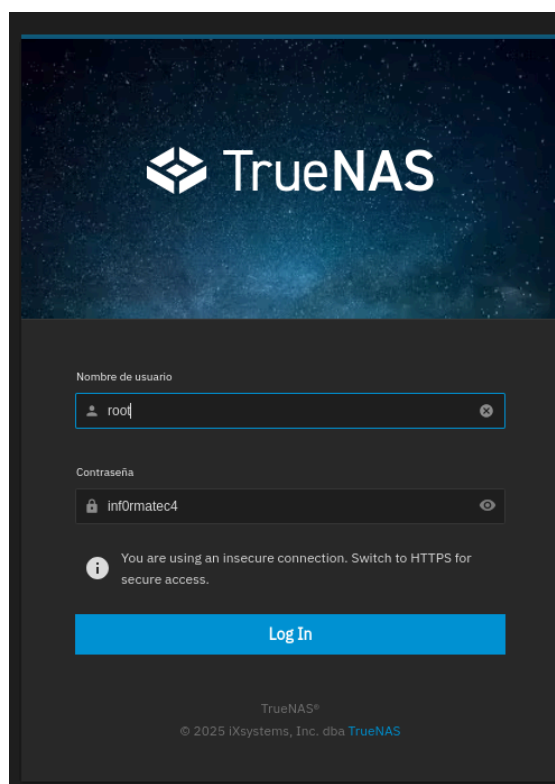 TrueNAS
Nombre de usuario
root
Contraseña
inf0rmatec4
You are using an insecure connection. Switch to HTTPS for
secure access.
Log In
TrueNAS®
© 2025 iXsystems, Inc. dba TrueNAS